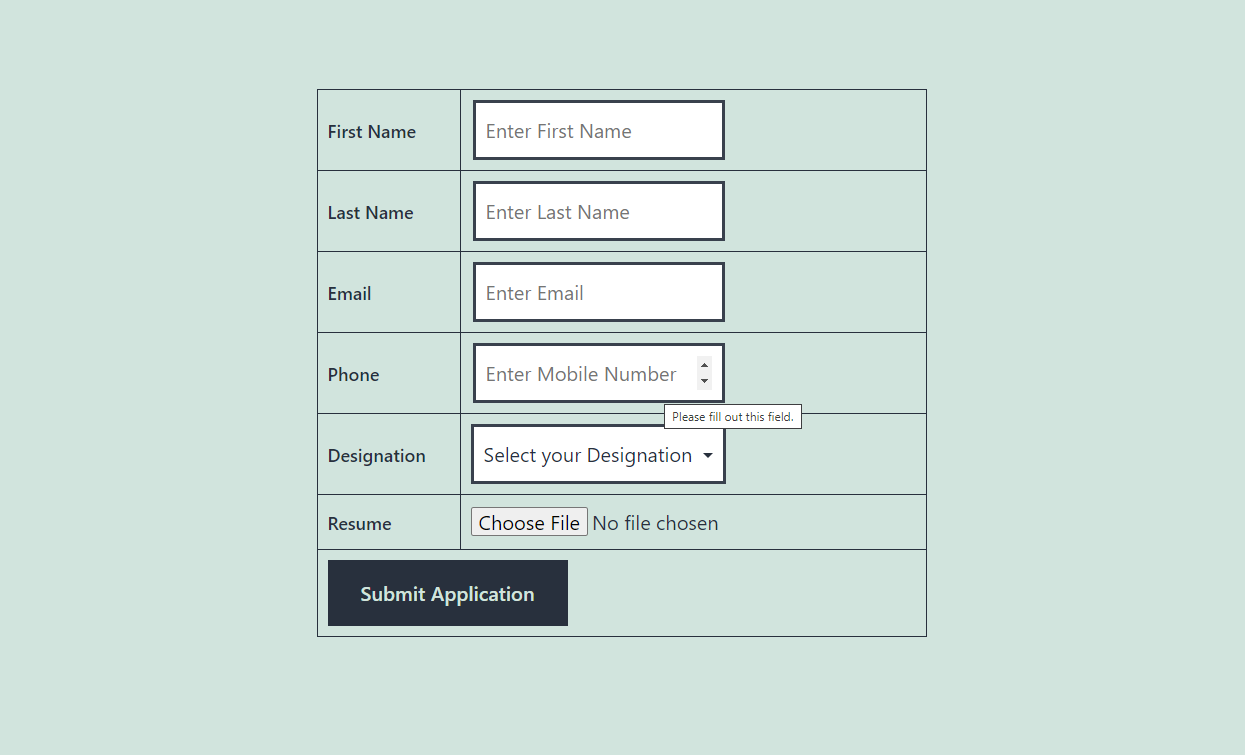 First Name
Enter First Name
Last Name
Enter Last Name
Email
Enter Email
Phone
Enter Mobile Number
Please fill out this field.
Designation
Select your Designation
Resume
Choose File No file chosen
Submit Application